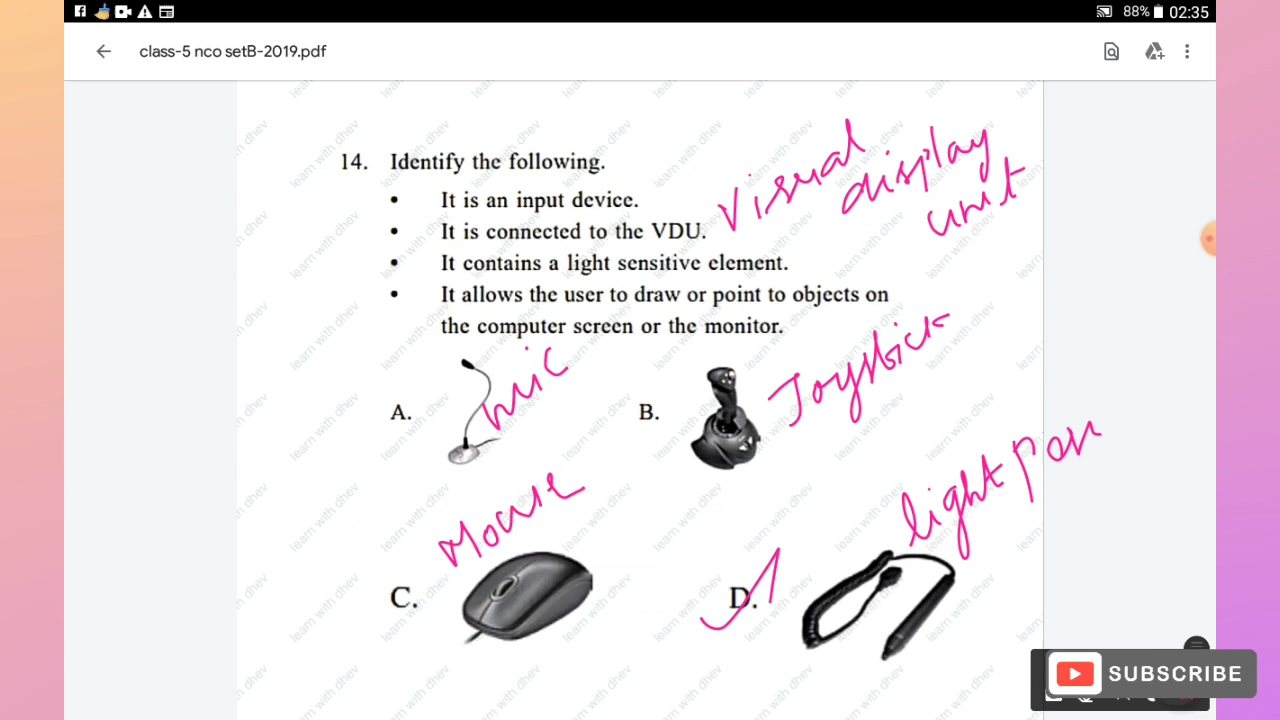 88% 02:35
class-5 nco setB-2019.pdf
14. Identify the following.
Visual display unit
• It is an input device.
• It is connected to the VDU.
• It contains a light sensitive element.
• It allows the user to draw or point to objects on
the computer screen or the monitor.
A. mic
B. Joystick
C. Mouse
D. light Pen
learn with dhev
SUBSCRIBE